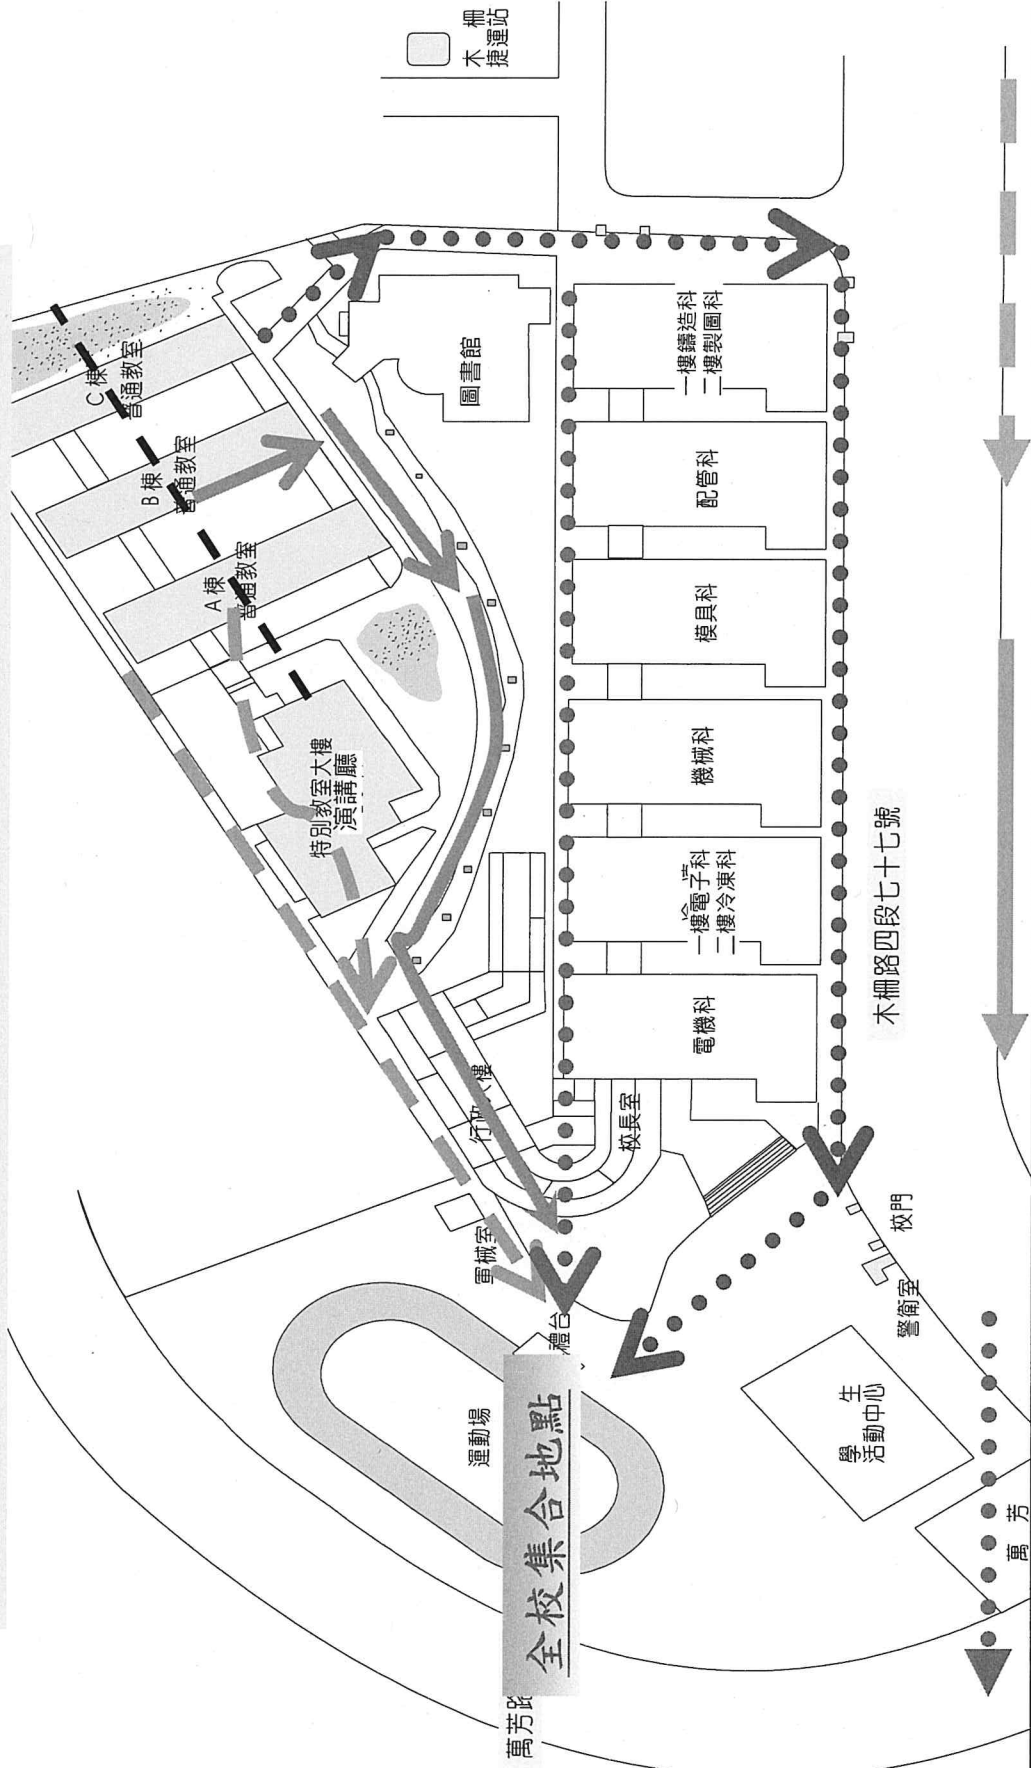 木柵
捷運站
C棟
普通教室
B棟
普通教室
A棟
普通教室
圖書館
一樓鑄造科
二樓製圖科
配管科
模具科
特別教室大樓
演講廳
機械科
一樓電子科
二樓冷凍科
木柵路四段七十七號
電機科
行政大樓
校長室
軍械室
校門
警衛室
禮台
運動場
全校集合地點
學生
活動中心
萬芳路
萬芳